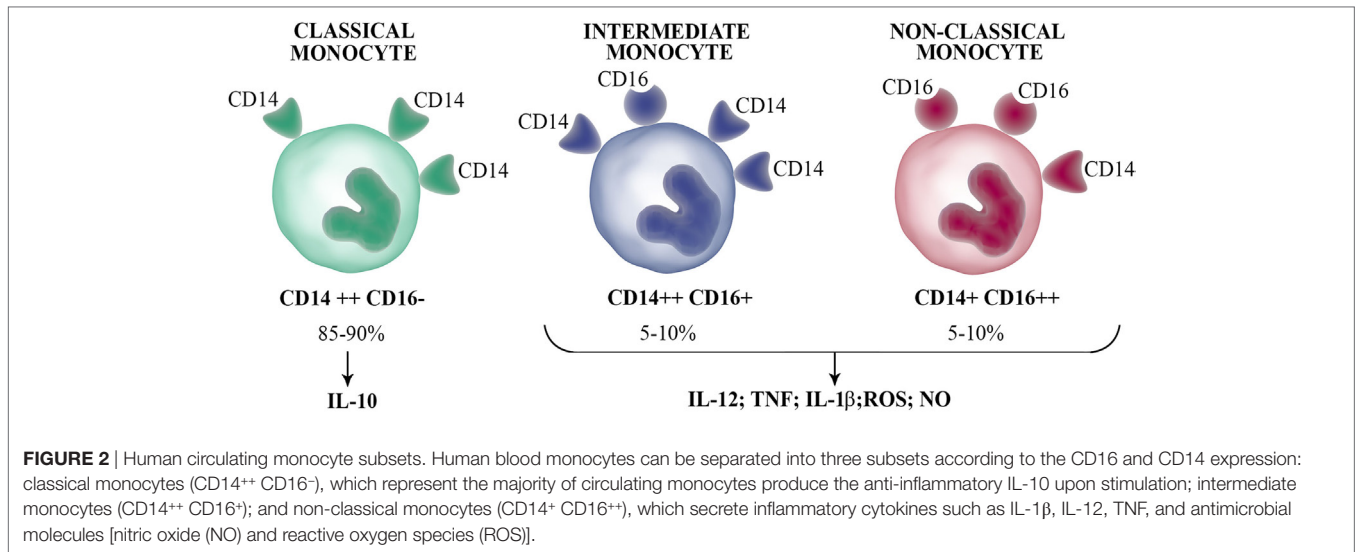 CLASSICAL
MONOCYTE
INTERMEDIATE
MONOCYTE
NON-CLASSICAL
MONOCYTE
CD14
CD14
CD14
CD16
CD14
CD14
CD14
CD16
CD16
CD14
CD14 ++ CD16-
CD14++ CD16+
CD14+ CD16++
85-90%
5-10%
5-10%
IL-10
IL-12; TNF; IL-1β;ROS; NO
FIGURE 2 | Human circulating monocyte subsets. Human blood monocytes can be separated into three subsets according to the CD16 and CD14 expression:
classical monocytes (CD14⁺⁺ CD16⁻), which represent the majority of circulating monocytes produce the anti-inflammatory IL-10 upon stimulation; intermediate
monocytes (CD14⁺⁺ CD16⁺); and non-classical monocytes (CD14⁺ CD16⁺⁺), which secrete inflammatory cytokines such as IL-1β, IL-12, TNF, and antimicrobial
molecules [nitric oxide (NO) and reactive oxygen species (ROS)].